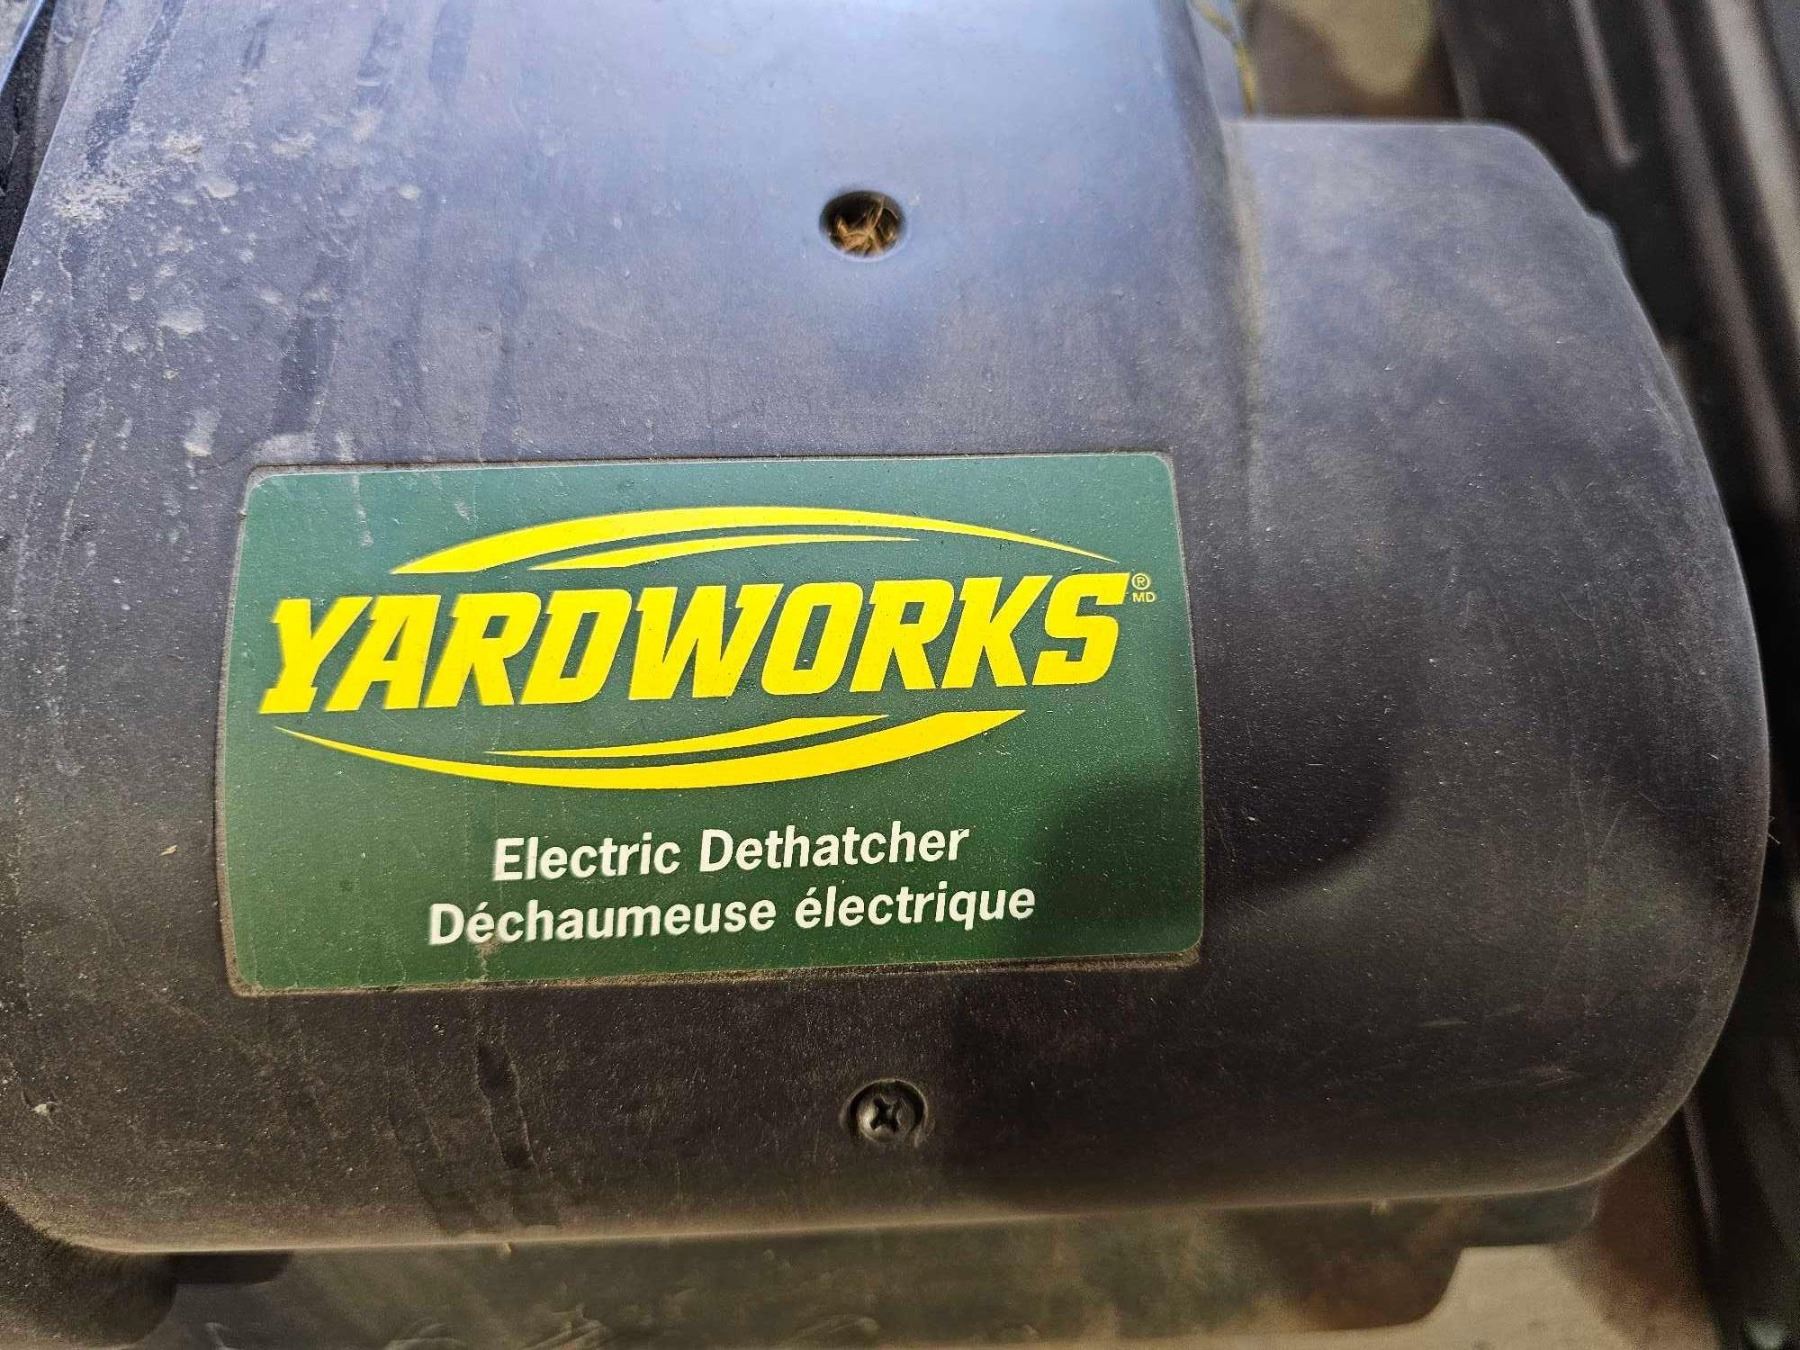 YARDWORKS®
MD
Electric Dethatcher
Déchaumeuse électrique